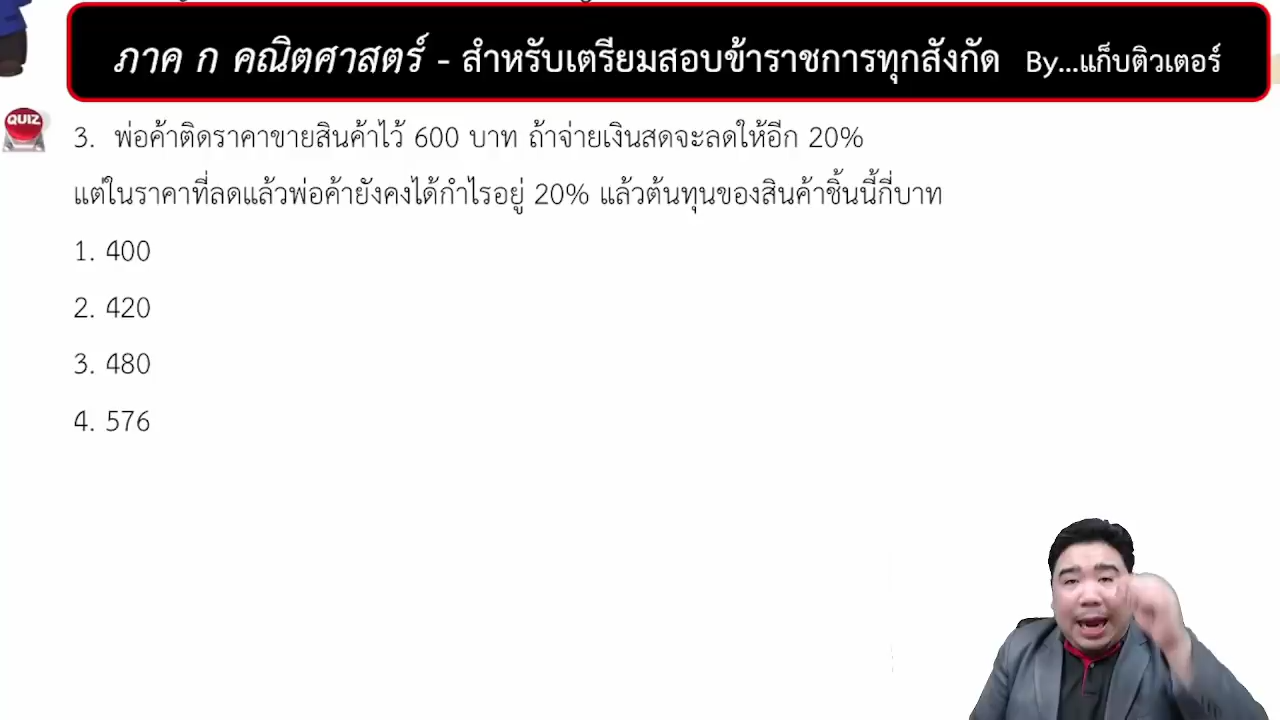 ภาค ก คณิตศาสตร์ - สำหรับเตรียมสอบข้าราชการทุกสังกัด By...แก็บติวเตอร์
QUIZ
3. พ่อค้าติดราคาขายสินค้าไว้ 600 บาท ถ้าจ่ายเงินสดจะลดให้อีก 20%
แต่ในราคาที่ลดแล้วพ่อค้ายังคงได้กำไรอยู่ 20% แล้วต้นทุนของสินค้าชิ้นนี้กี่บาท
1. 400
2. 420
3. 480
4. 576